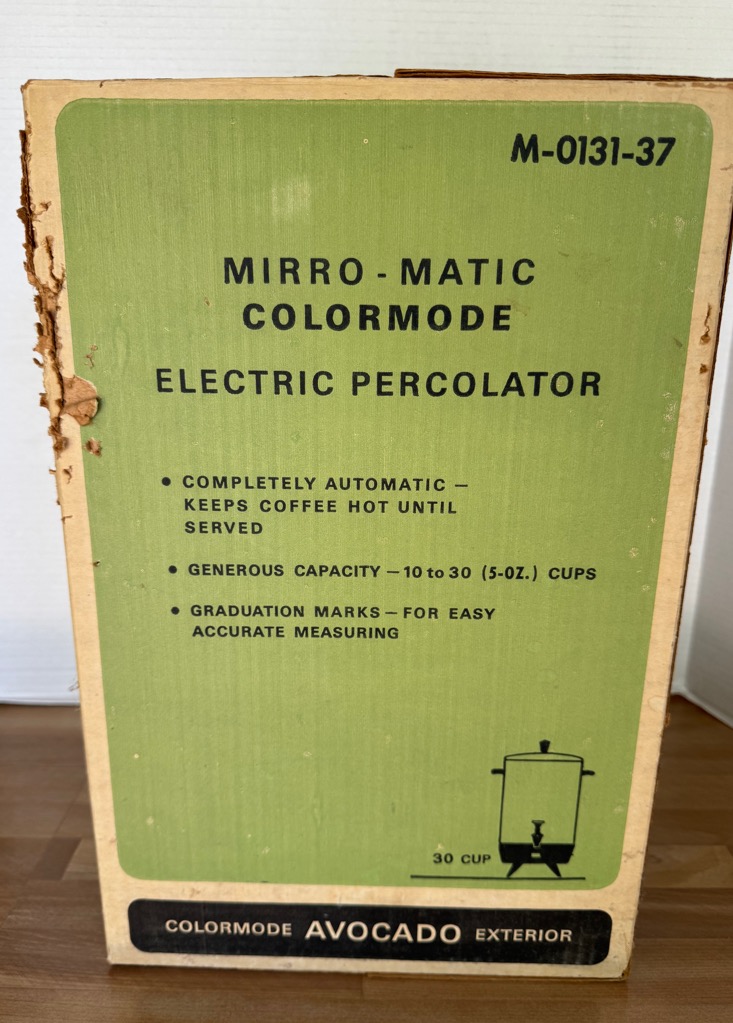 M-0131-37
MIRRO-MATIC
COLORMODE
ELECTRIC PERCOLATOR
• COMPLETELY AUTOMATIC —
KEEPS COFFEE HOT UNTIL
SERVED
• GENEROUS CAPACITY — 10 to 30 (5-OZ.) CUPS
• GRADUATION MARKS — FOR EASY
ACCURATE MEASURING
30 CUP
COLORMODE AVOCADO EXTERIOR